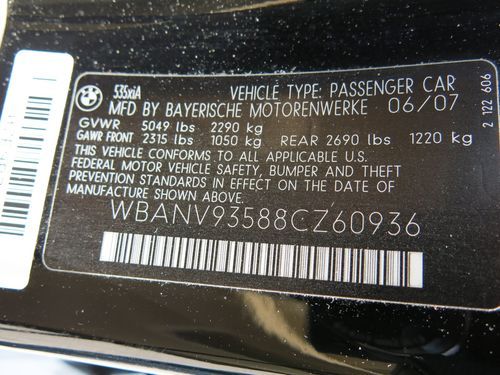 BMW
535xiA
VEHICLE TYPE: PASSENGER CAR
MFD BY BAYERISCHE MOTORENWERKE 06/07
GVWR 5049 lbs 2290 kg
GAWR FRONT 2315 lbs 1050 kg REAR 2690 lbs 1220 kg
THIS VEHICLE CONFORMS TO ALL APPLICABLE U.S.
FEDERAL MOTOR VEHICLE SAFETY, BUMPER AND THEFT
PREVENTION STANDARDS IN EFFECT ON THE DATE OF
MANUFACTURE SHOWN ABOVE.
WBANV93588CZ60936
2 122 606